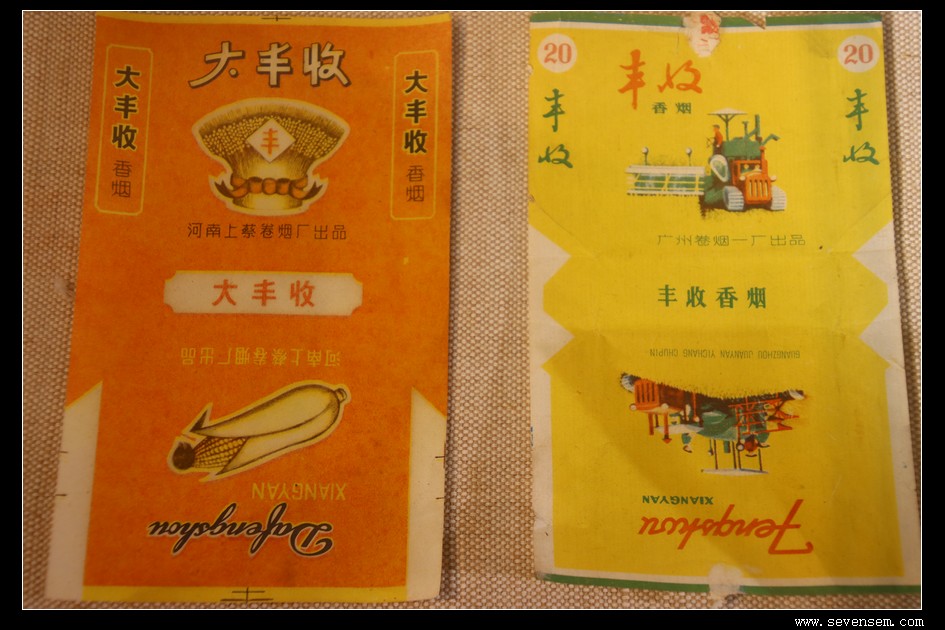 大丰收
大丰收
香烟
丰
大丰收
香烟
河南上蔡卷烟厂出品
大丰收
河南上蔡卷烟厂出品
XIANGYAN
Dafengshou
20
20
丰收
香烟
丰收
丰收
广州卷烟一厂出品
丰收香烟
GUANGZHOU JUANYAN YICHANG CHUPIN
XIANGYAN
Fengshou
www.sevensem.com